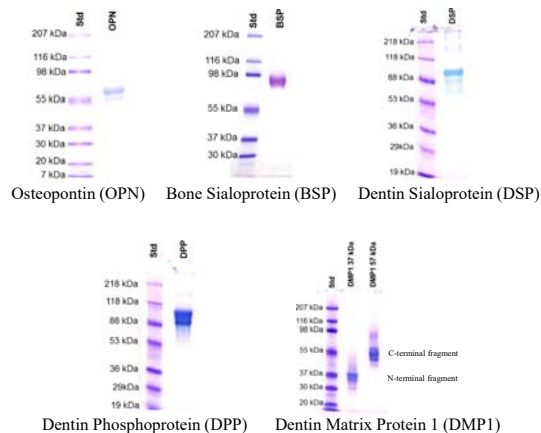 Std
OPN
207 kDa
116 kDa
98 kDa
55 kDa
37 kDa
30 kDa
20 kDa
7 kDa
Osteopontin (OPN)
Std
BSP
207 kDa
116 kDa
98 kDa
55 kDa
37 kDa
30 kDa
Bone Sialoprotein (BSP)
Std
DSP
218 kDa
118 kDa
88 kDa
53 kDa
36 kDa
29kDa
19 kDa
Dentin Sialoprotein (DSP)
Std
DPP
218 kDa
118 kDa
88 kDa
53 kDa
36 kDa
29kDa
19 kDa
Dentin Phosphoprotein (DPP)
Std
DMP1 37 kDa
DMP1 57 kDa
207 kDa
116 kDa
98 kDa
55 kDa
37 kDa
30 kDa
20 kDa
C-terminal fragment
N-terminal fragment
Dentin Matrix Protein 1 (DMP1)